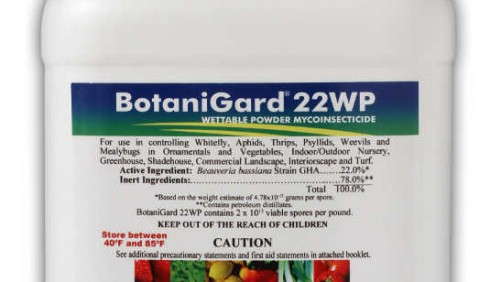 BotaniGard® 22WP
WETTABLE POWDER MYCOINSECTICIDE
For use in controlling Whitefly, Aphids, Thrips, Psyllids, Weevils and
Mealybugs in Ornamentals and Vegetables, Indoor/Outdoor Nursery,
Greenhouse, Shadehouse, Commercial Landscape, Interiorscape and Turf.
Active Ingredient: Beauveria bassiana Strain GHA......22.0%*
Inert Ingredients:.................................................78.0%**
Total 100.0%
*Based on the weight estimate of 4.78x10⁻¹² grams per spore.
**Contains petroleum distillates.
BotaniGard 22WP contains 2 x 10¹³ viable spores per pound.
KEEP OUT OF THE REACH OF CHILDREN
Store between
40°F and 85°F
CAUTION
See additional precautionary statements and first aid statements in attached booklet.